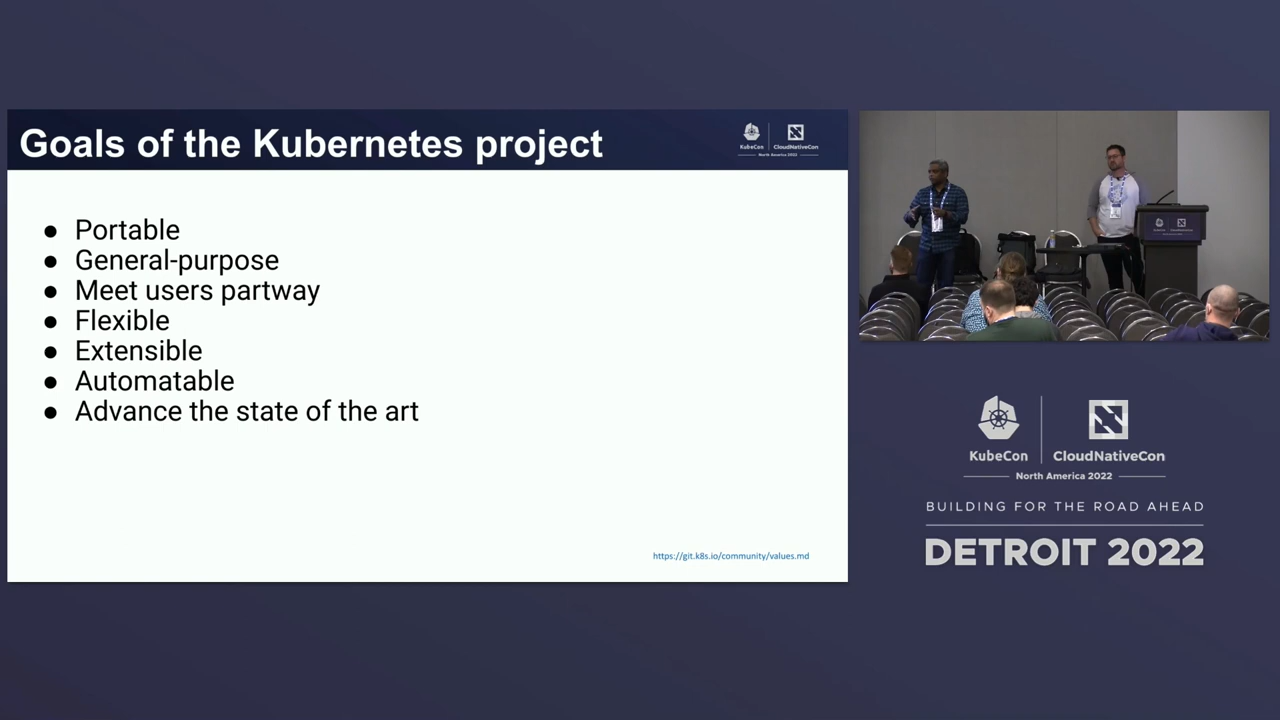 Goals of the Kubernetes project
KubeCon
CloudNativeCon
North America 2022
Portable
General-purpose
Meet users partway
Flexible
Extensible
Automatable
Advance the state of the art
https://git.k8s.io/community/values.md
KubeCon
CloudNativeCon
North America 2022
BUILDING FOR THE ROAD AHEAD
DETROIT 2022